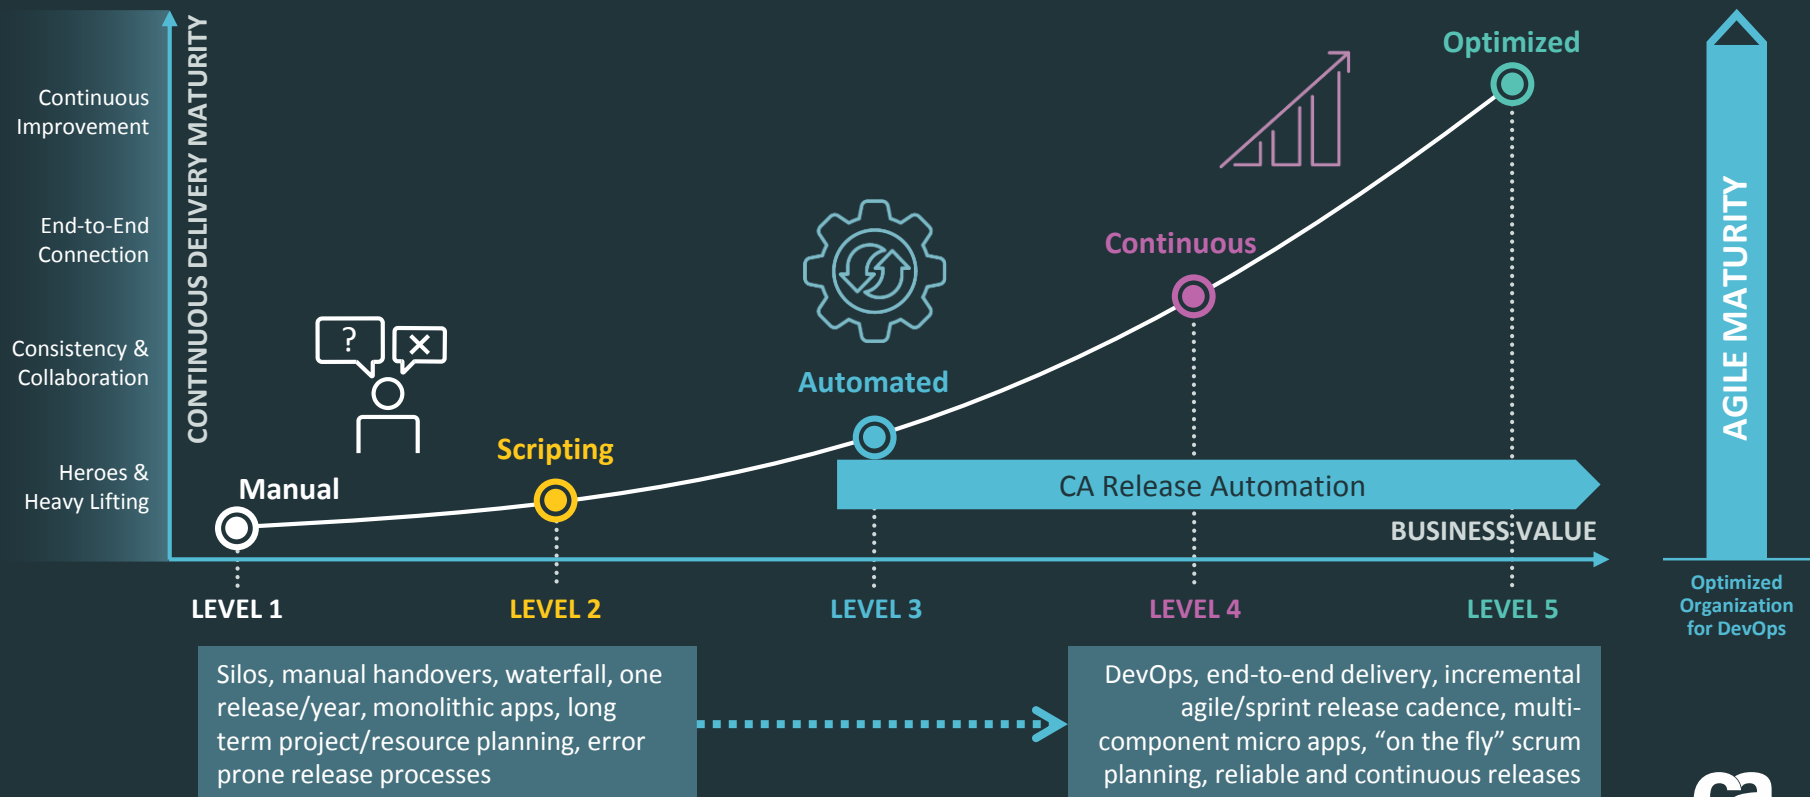 CONTINUOUS DELIVERY MATURITY
Continuous
Improvement
End-to-End
Connection
Consistency &
Collaboration
Heroes &
Heavy Lifting
?
Manual
Scripting
Automated
Continuous
Optimized
CA Release Automation
BUSINESS VALUE
LEVEL 1
LEVEL 2
LEVEL 3
LEVEL 4
LEVEL 5
AGILE MATURITY
Optimized
Organization
for DevOps
Silos, manual handovers, waterfall, one
release/year, monolithic apps, long
term project/resource planning, error
prone release processes
DevOps, end-to-end delivery, incremental
agile/sprint release cadence, multi-
component micro apps, “on the fly” scrum
planning, reliable and continuous releases
ca